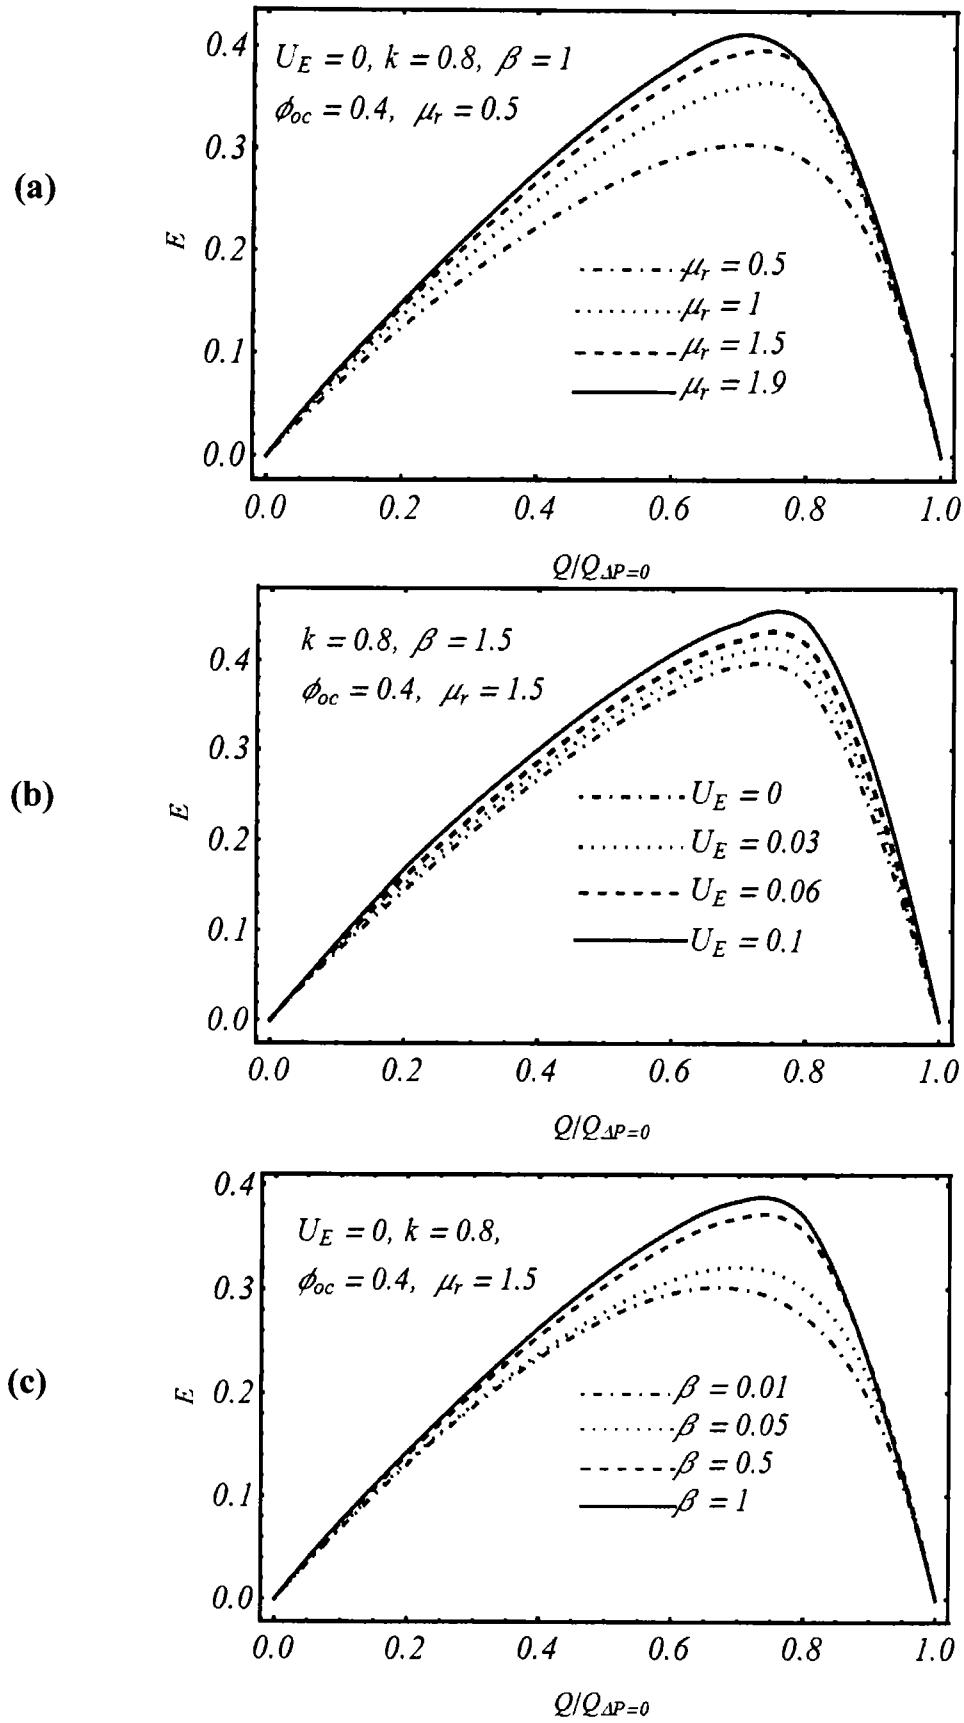 (a)
U_E = 0, k = 0.8, β = 1
ϕ_oc = 0.4, μ_r = 0.5
0.4
0.3
0.2
0.1
0.0
E
μ_r = 0.5
μ_r = 1
μ_r = 1.5
μ_r = 1.9
0.0 0.2 0.4 0.6 0.8 1.0
Q/Q_ΔP=0
(b)
k = 0.8, β = 1.5
ϕ_oc = 0.4, μ_r = 1.5
0.4
0.3
0.2
0.1
0.0
E
U_E = 0
U_E = 0.03
U_E = 0.06
U_E = 0.1
0.0 0.2 0.4 0.6 0.8 1.0
Q/Q_ΔP=0
(c)
U_E = 0, k = 0.8,
ϕ_oc = 0.4, μ_r = 1.5
0.4
0.3
0.2
0.1
0.0
E
β = 0.01
β = 0.05
β = 0.5
β = 1
0.0 0.2 0.4 0.6 0.8 1.0
Q/Q_ΔP=0